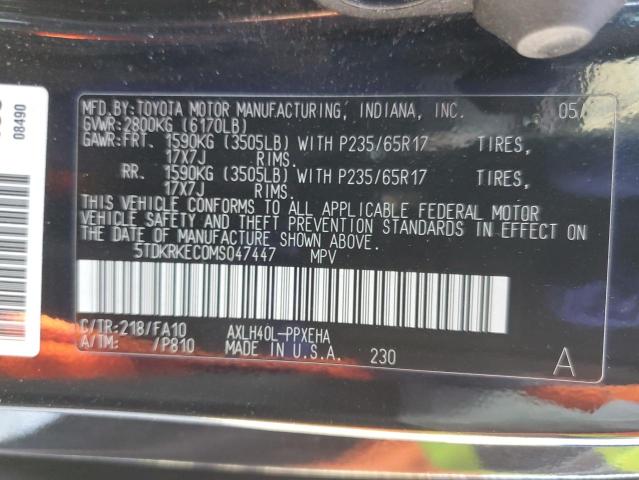 MFD.BY:TOYOTA MOTOR MANUFACTURING, INDIANA, INC. 05/
GVWR:2800KG (6170LB)
GAWR:FRT. 1590KG (3505LB) WITH P235/65R17 TIRES,
17X7J RIMS.
RR. 1590KG (3505LB) WITH P235/65R17 TIRES,
17X7J RIMS.
THIS VEHICLE CONFORMS TO ALL APPLICABLE FEDERAL MOTOR
VEHICLE SAFETY AND THEFT PREVENTION STANDARDS IN EFFECT ON
THE DATE OF MANUFACTURE SHOWN ABOVE.
5TDKRKEC0MS047447 MPV
C/TR:218/FA10 AXLH40L-PPXEHA
A/TM: /P810 MADE IN U.S.A. 230 A
08490